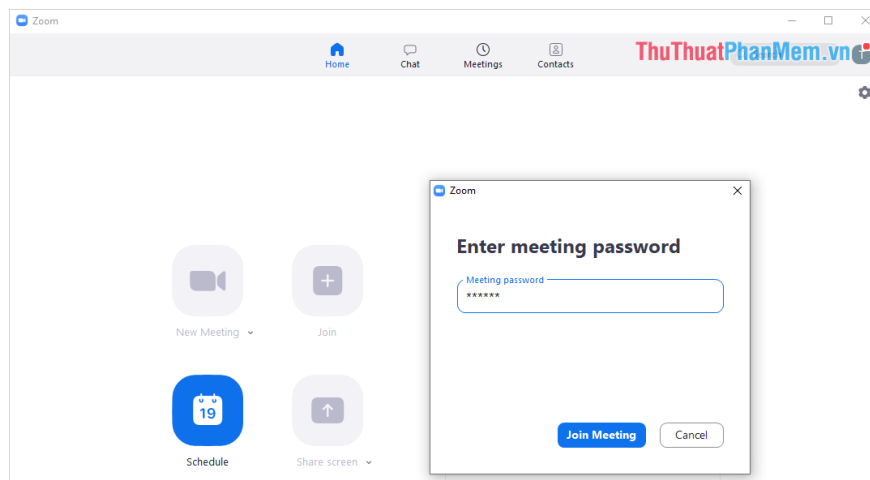 Zoom
Home
Chat
Meetings
Contacts
ThuThuatPhanMem.vn
Zoom
Enter meeting password
Meeting password
******
New Meeting
Join
19
Schedule
Share screen
Join Meeting
Cancel